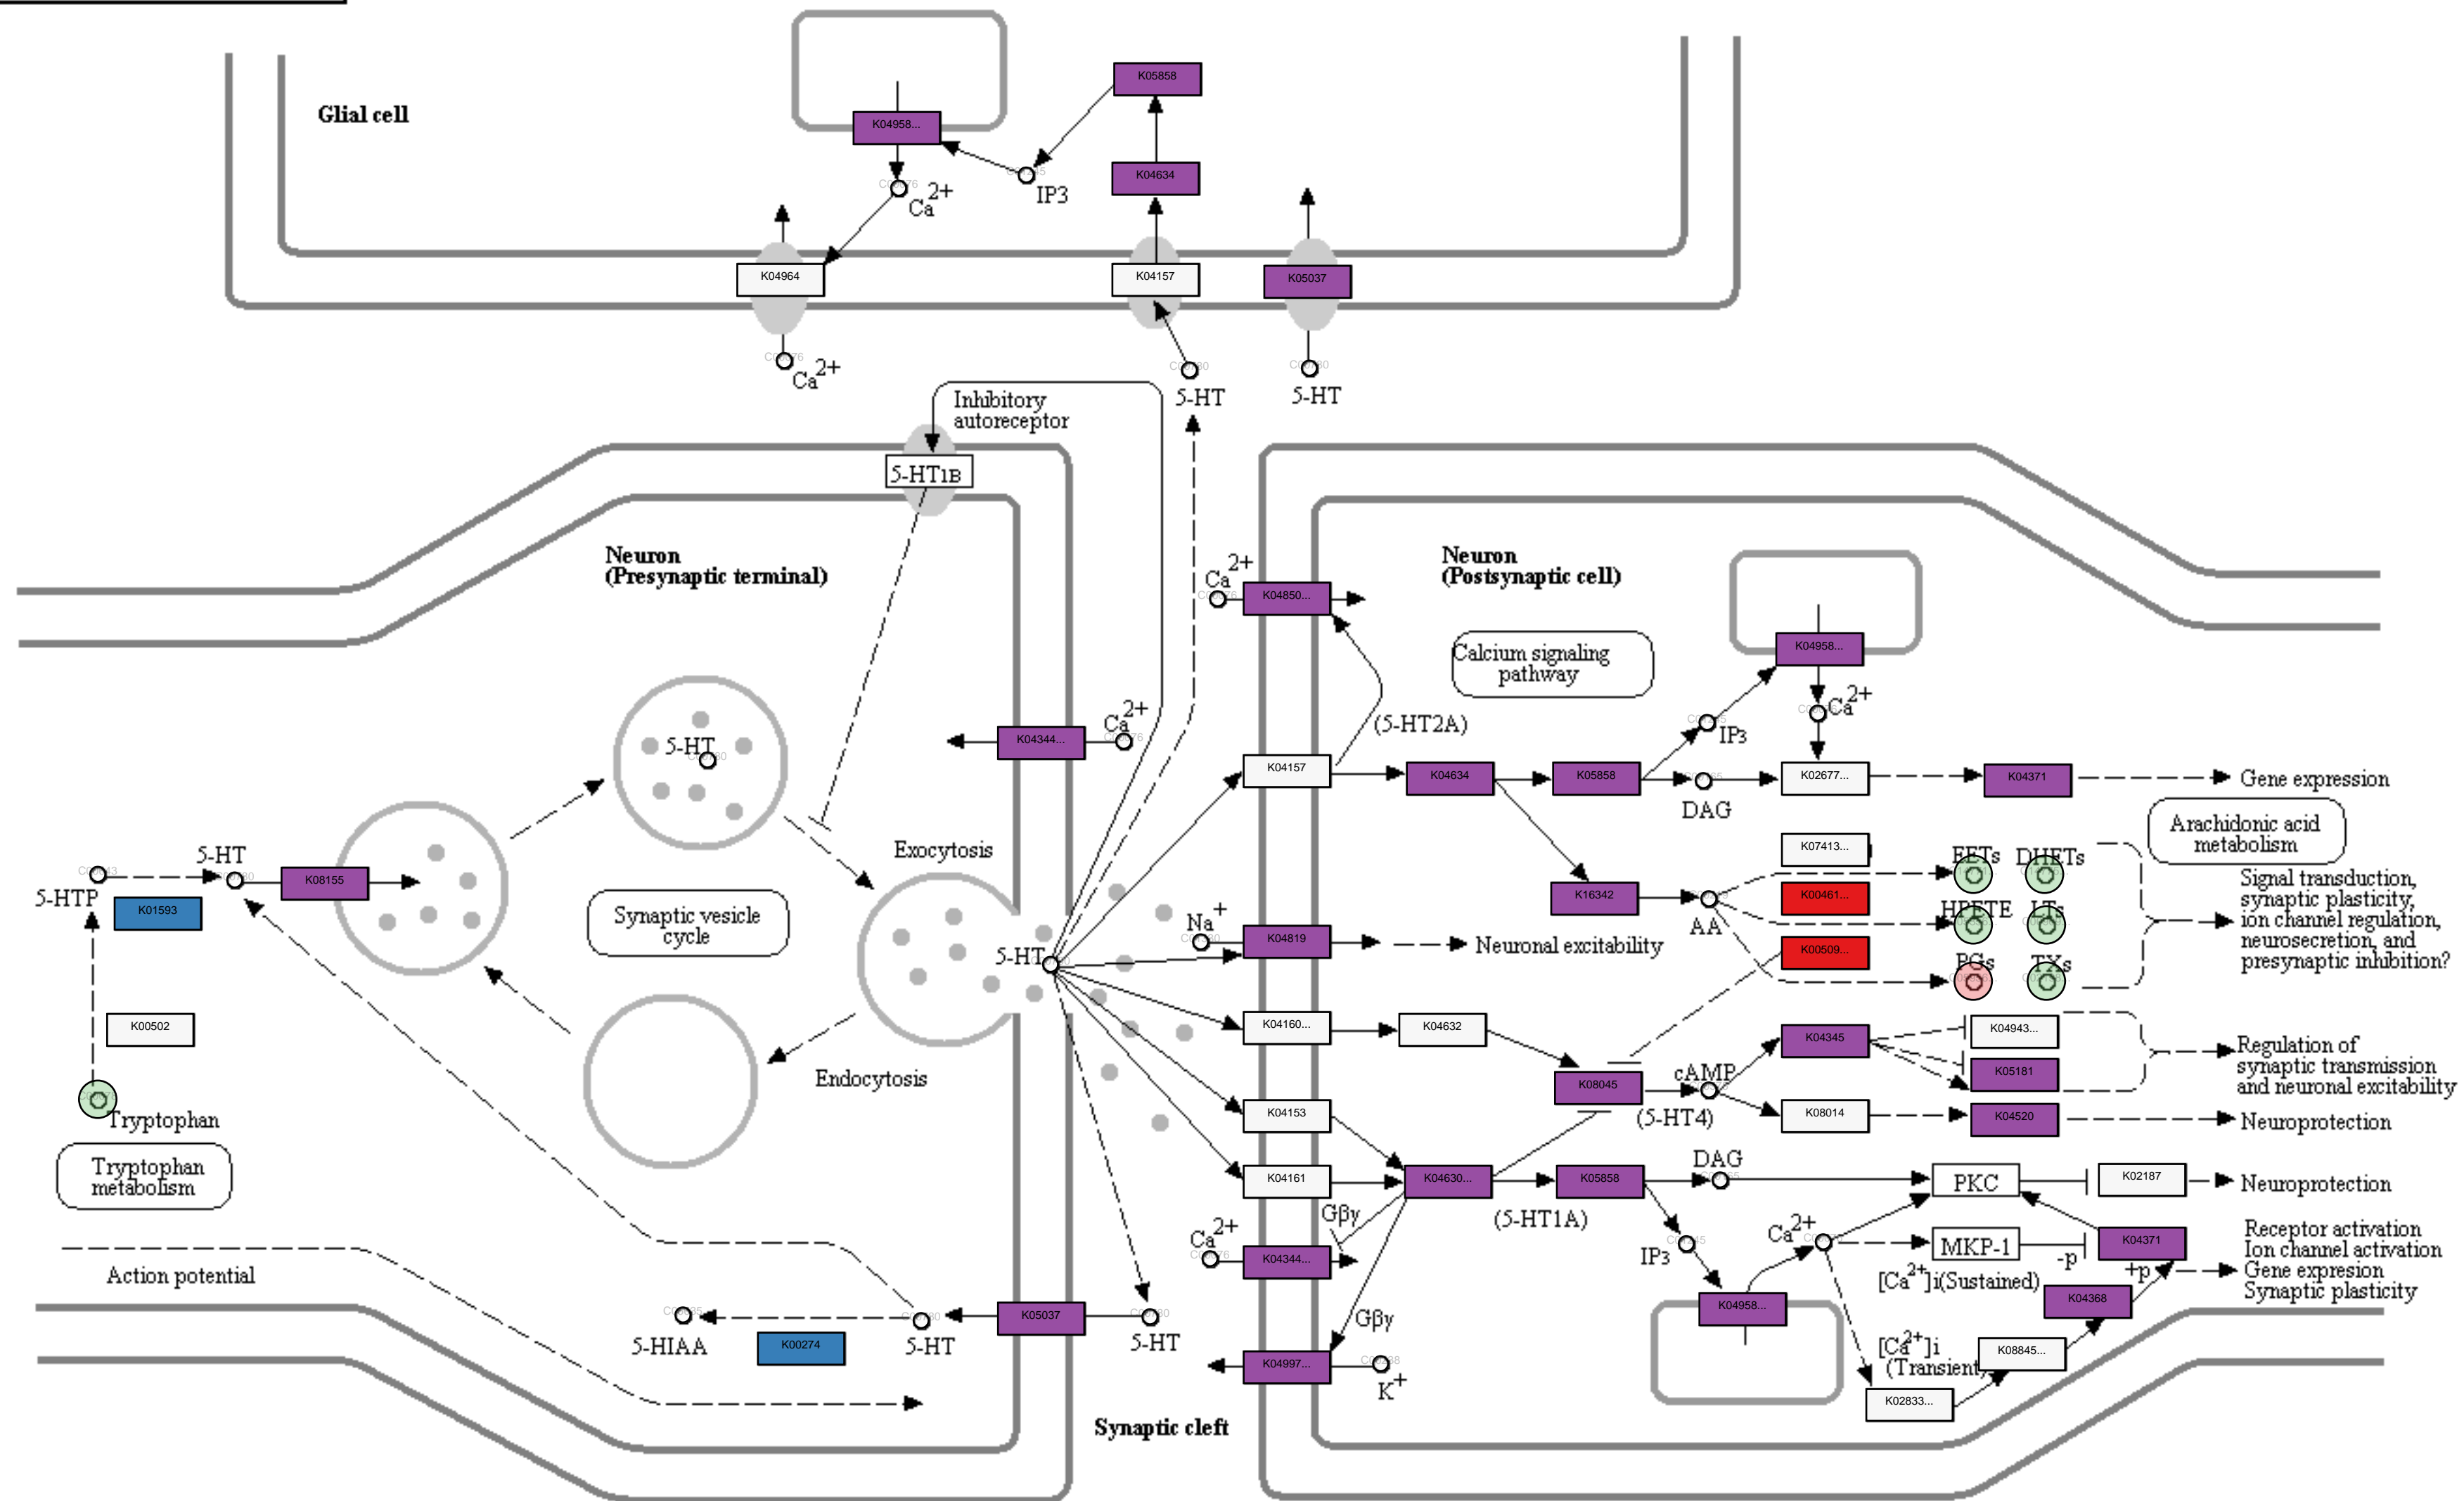 K05858
Glial cell
K04958...
K04634
IP3
Ca2+
K04964
K04157
K05037
Ca2+
5-HT
5-HT
Inhibitory
autoreceptor
5-HT1B
Neuron
(Presynaptic terminal)
Neuron
(Postsynaptic cell)
Ca2+
K04850...
Calcium signaling
pathway
K04958...
Ca2+
IP3
(5-HT2A)
Ca2+
K04344...
5-HT
K04157
K04634
K05858
DAG
K02677...
K04371
Gene expression
Arachidonic acid
metabolism
K07413...
EETs
DHETs
Exocytosis
5-HT
K08155
5-HTP
K01593
Synaptic vesicle
cycle
K16342
AA
K00461...
HPETE
LTs
K00509...
PGs
TXs
Signal transduction,
synaptic plasticity,
ion channel regulation,
neurosecretion, and
presynaptic inhibition?
Na+
K04819
Neuronal excitability
5-HT
K00502
K04160...
K04632
K04345
K04943...
K05181
Regulation of
synaptic transmission
and neuronal excitability
Endocytosis
K08045
cAMP
(5-HT4)
K08014
K04520
Neuroprotection
Tryptophan
K04153
Tryptophan
metabolism
K04161
K04630...
K05858
(5-HT1A)
DAG
PKC
K02187
Neuroprotection
Gβγ
Ca2+
K04344...
IP3
Ca2+
MKP-1
-p
K04371
+p
Receptor activation
Ion channel activation
Gene expresion
Synaptic plasticity
[Ca2+]i(Sustained)
K04368
Action potential
K04958...
5-HIAA
K00274
5-HT
K05037
5-HT
Gβγ
K04997...
K+
[Ca2+]i
(Transient)
K08845...
K02833...
Synaptic cleft